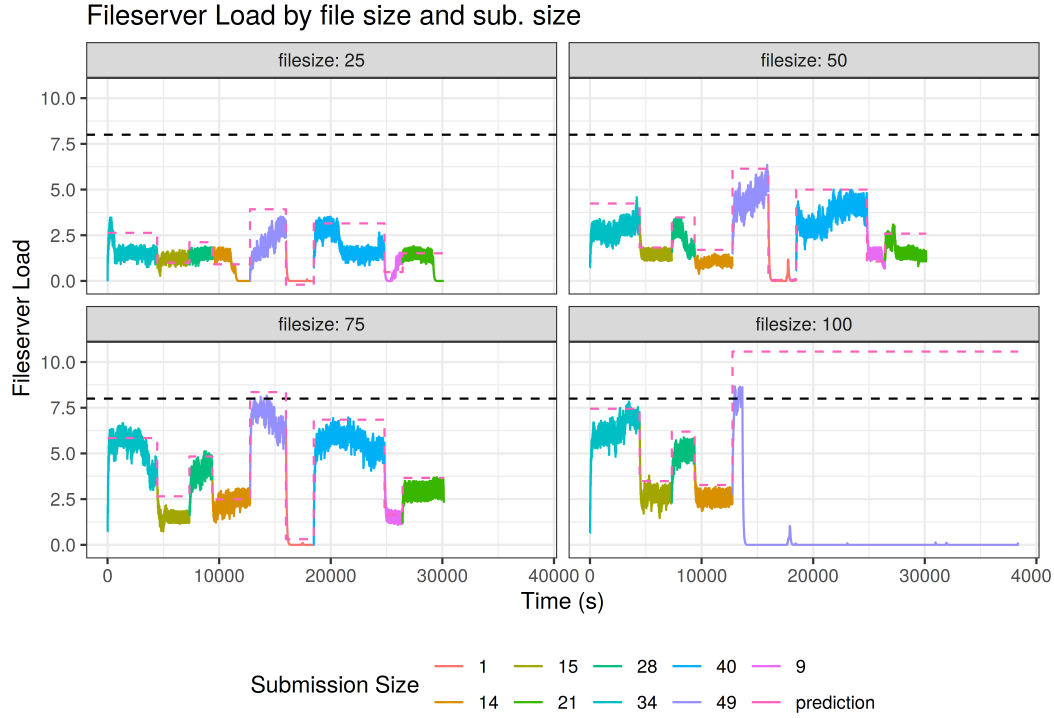 Fileserver Load by file size and sub. size
filesize: 25
filesize: 50
10.0
7.5
5.0
2.5
0.0
filesize: 75
filesize: 100
10.0
7.5
5.0
2.5
0.0
Fileserver Load
0 10000 20000 30000 40000 0 10000 20000 30000 4000
Time (s)
Submission Size
1 15 28 40 9
14 21 34 49 prediction